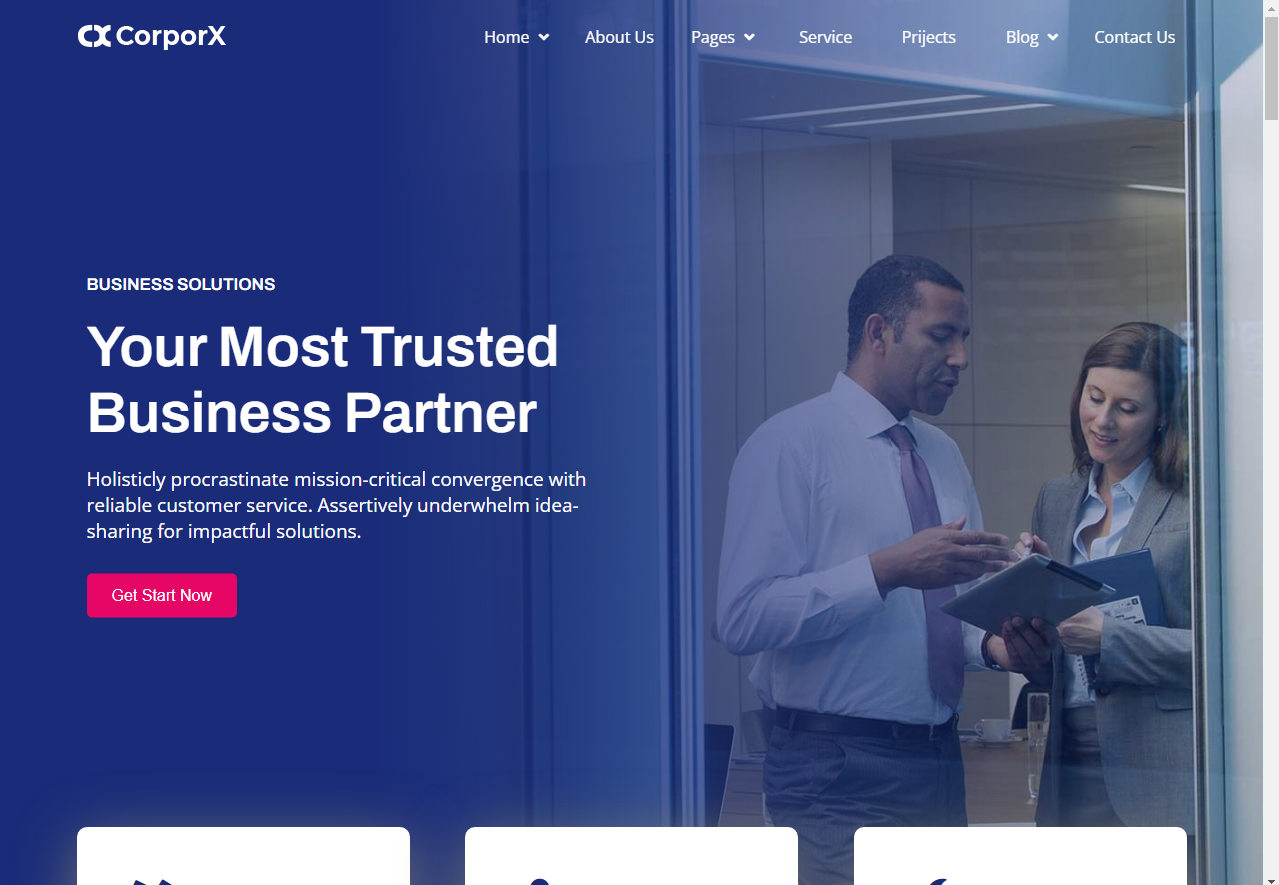 CX CorporX
Home
About Us
Pages
Service
Prijects
Blog
Contact Us
BUSINESS SOLUTIONS
Your Most Trusted
Business Partner
Holisticly procrastinate mission-critical convergence with
reliable customer service. Assertively underwhelm idea-
sharing for impactful solutions.
Get Start Now